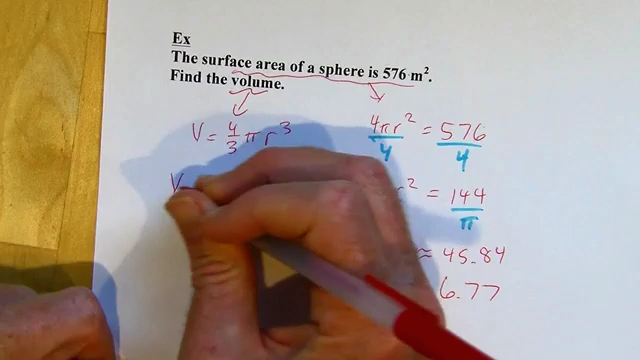 Ex
The surface area of a sphere is 576 m².
Find the volume.
V = 4/3 π r³
4πr²/4 = 576/4
r² = 144/π
V
≈ 45.84
6.77